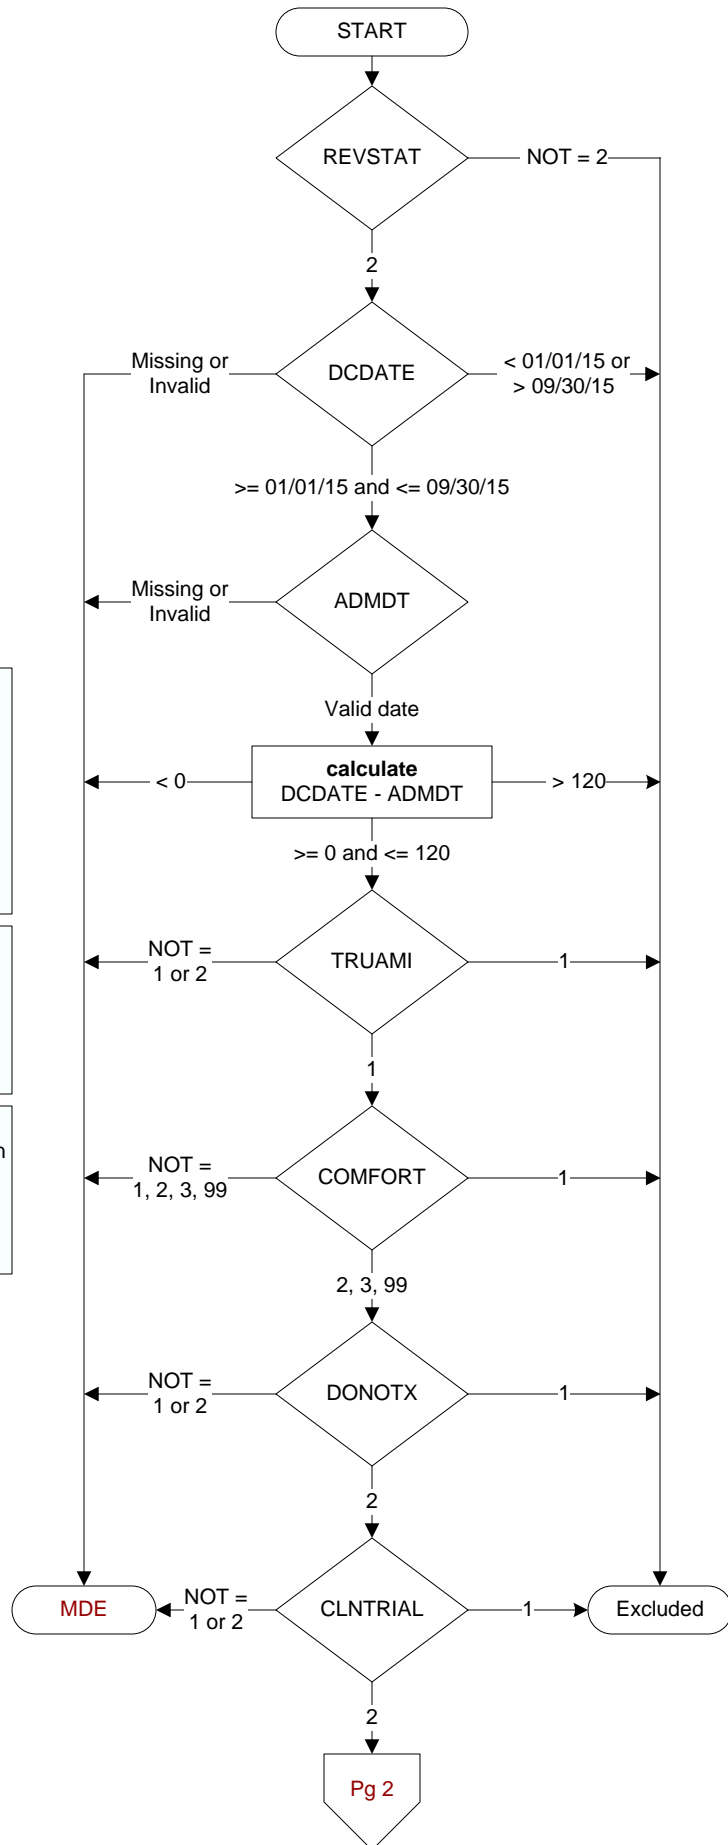 START
REVSTAT
NOT = 2
2
Missing or
Invalid
DCDATE
< 01/01/15 or
> 09/30/15
>= 01/01/15 and <= 09/30/15
Missing or
Invalid
ADMDT
Valid date
< 0
calculate
DCDATE - ADMDT
> 120
>= 0 and <= 120
NOT =
1 or 2
TRUAMI
1
1
n
NOT =
1, 2, 3, 99
COMFORT
1
2, 3, 99
NOT =
1 or 2
DONOTX
1
2
MDE
NOT =
1 or 2
CLNTRIAL
1
Excluded
2
Pg 2